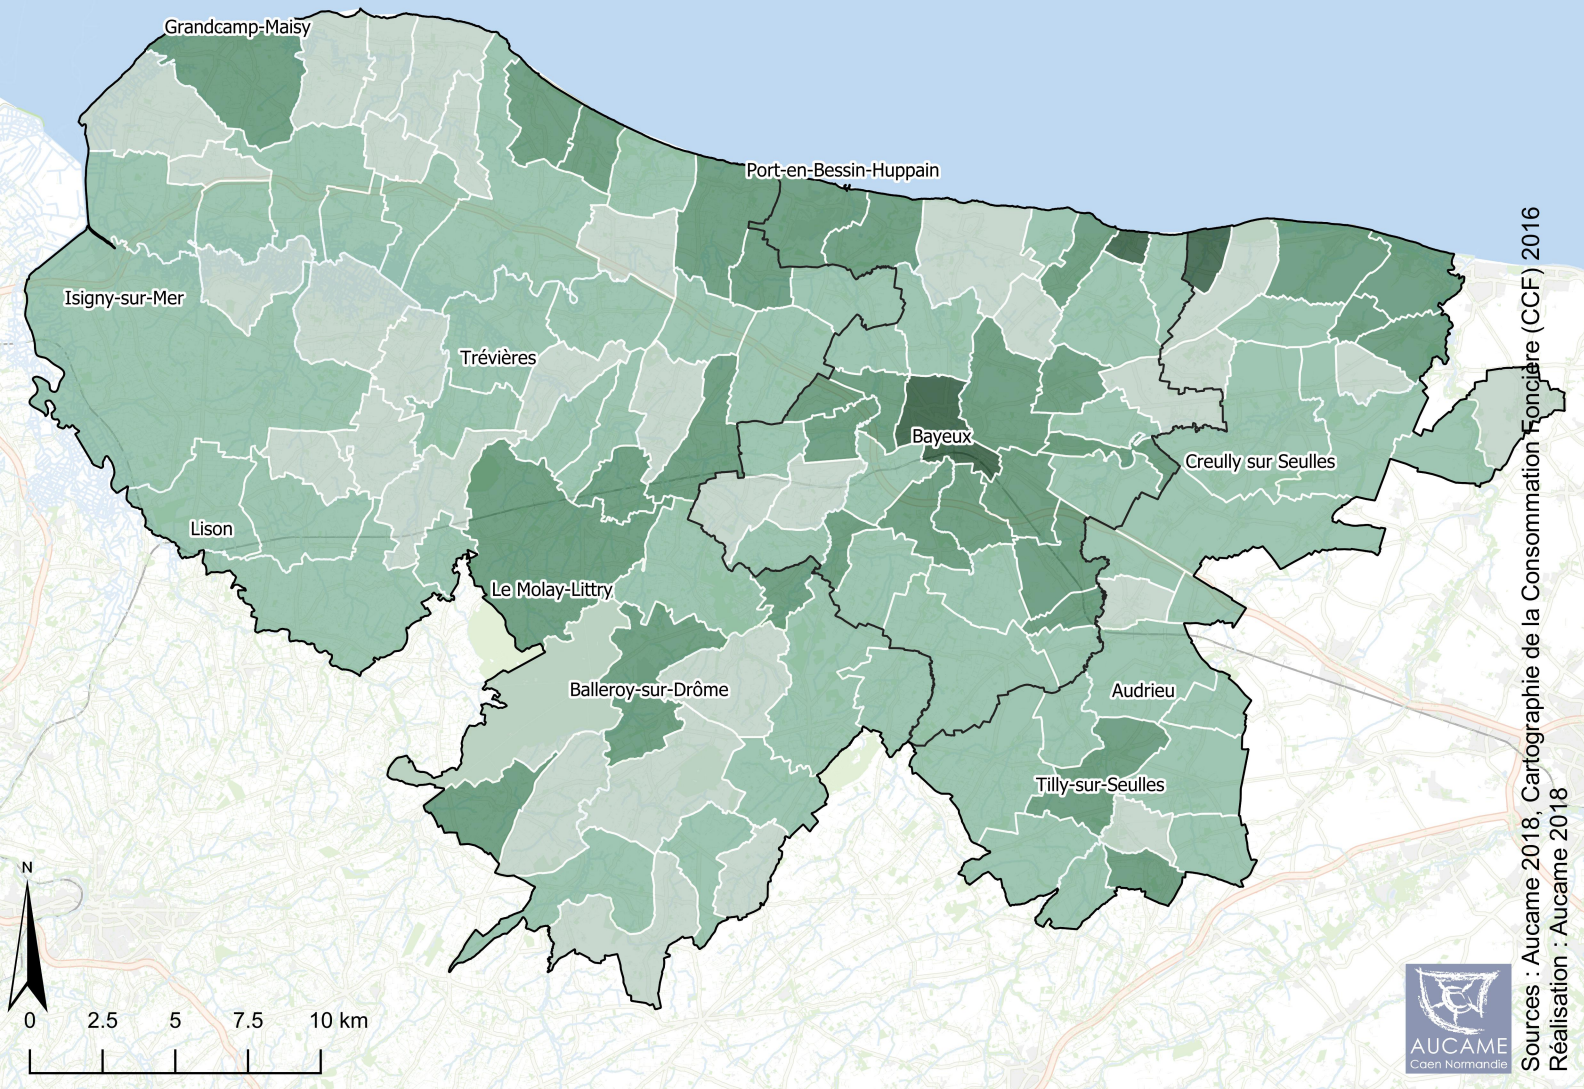 Grandcamp-Maisy
Port-en-Bessin-Huppain
Isigny-sur-Mer
Trévières
Bayeux
Creully sur Seulles
Lison
Le Molay-Littry
Balleroy-sur-Drôme
Audrieu
Tilly-sur-Seulles
N
0 2.5 5 7.5 10 km
Sources : Aucame 2018, Cartographie de la Consommation Foncière (CCF) 2016
Réalisation : Aucame 2018
AUCAME
Caen Normandie